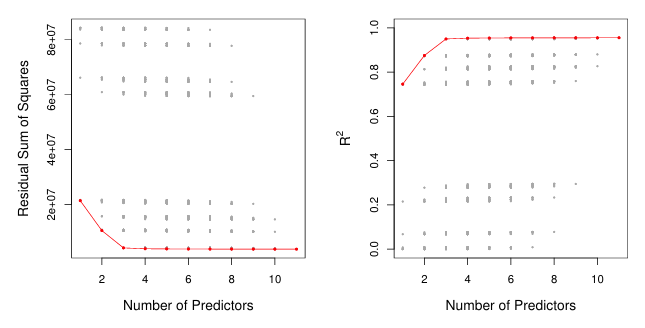 Residual Sum of Squares
8e+07
6e+07
4e+07
2e+07
2 4 6 8 10
Number of Predictors
R²
1.0
0.8
0.6
0.4
0.2
0.0
2 4 6 8 10
Number of Predictors